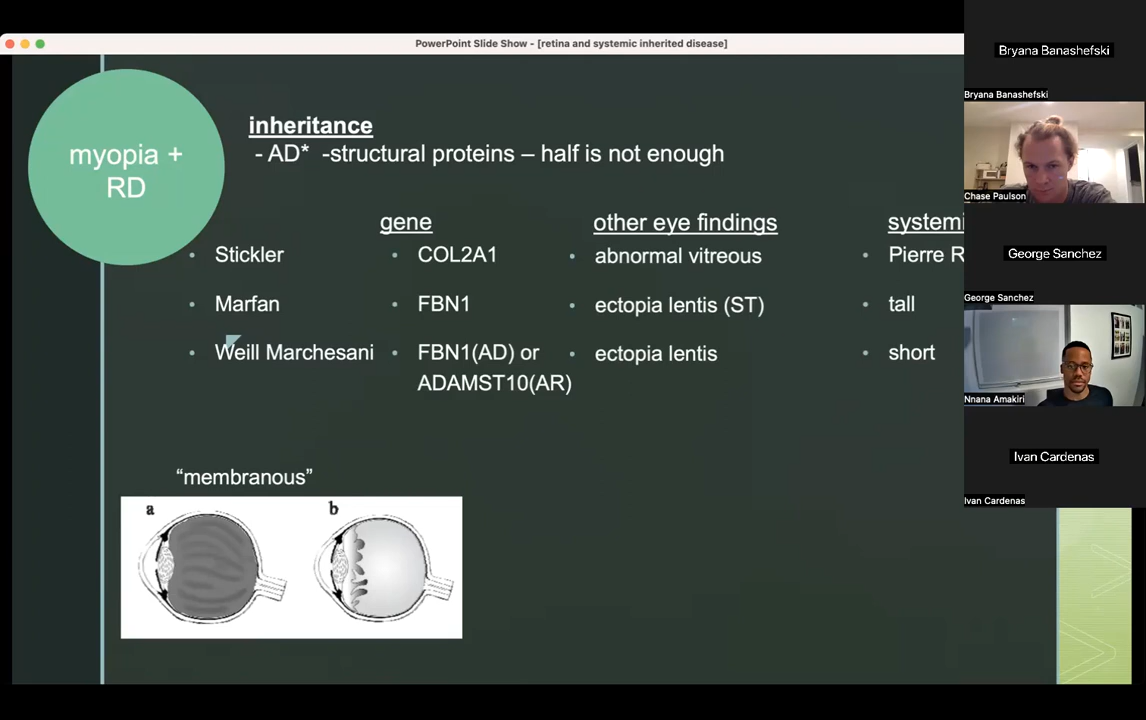 PowerPoint Slide Show - [retina and systemic inherited disease]
Bryana Banashefski
Bryana Banashefski
Chase Paulson
George Sanchez
George Sanchez
Nnana Amakiri
Ivan Cardenas
Ivan Cardenas
myopia +
RD
inheritance
- AD* -structural proteins – half is not enough
gene other eye findings systemi
• Stickler • COL2A1 • abnormal vitreous • Pierre R
• Marfan • FBN1 • ectopia lentis (ST) • tall
• Weill Marchesani • FBN1(AD) or • ectopia lentis • short
ADAMST10(AR)
“membranous”
a b